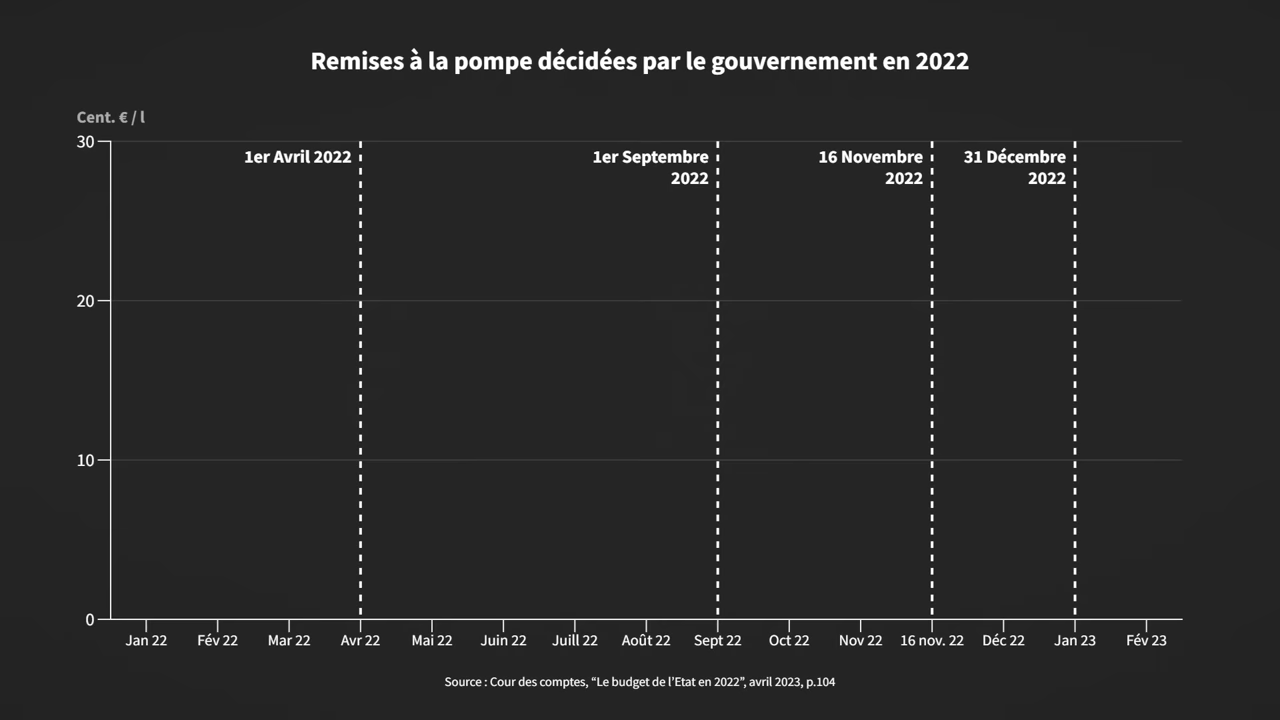 Remises à la pompe décidées par le gouvernement en 2022
Cent. € / l
30
1er Avril 2022
1er Septembre
2022
16 Novembre
2022
31 Décembre
2022
20
10
0
Jan 22 Fév 22 Mar 22 Avr 22 Mai 22 Juin 22 Juill 22 Août 22 Sept 22 Oct 22 Nov 22 16 nov. 22 Déc 22 Jan 23 Fév 23
Source : Cour des comptes, “Le budget de l’Etat en 2022”, avril 2023, p.104